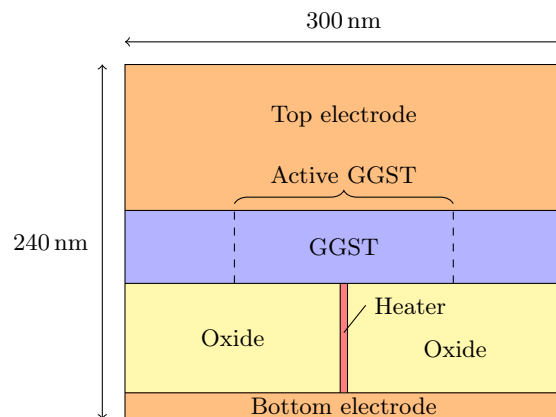 300 nm
Top electrode
Active GGST
240 nm
GGST
Heater
Oxide
Oxide
Bottom electrode